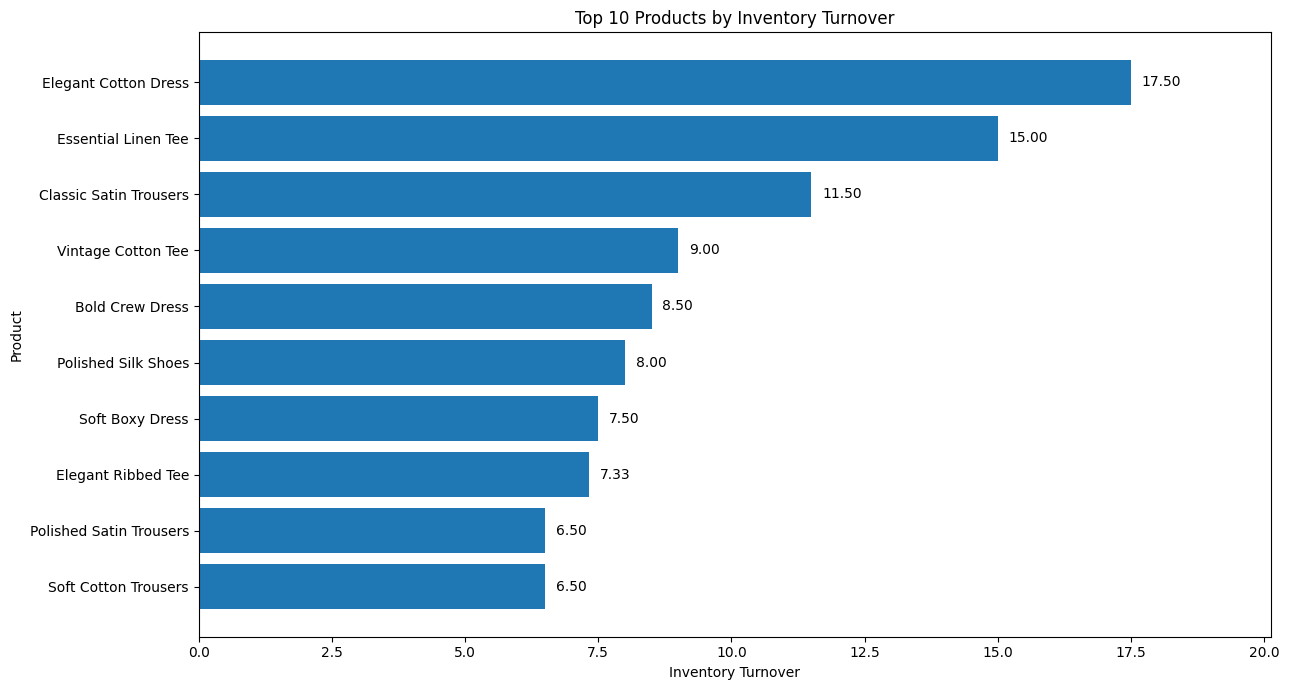 Top 10 Products by Inventory Turnover
Product
Elegant Cotton Dress 17.50
Essential Linen Tee 15.00
Classic Satin Trousers 11.50
Vintage Cotton Tee 9.00
Bold Crew Dress 8.50
Polished Silk Shoes 8.00
Soft Boxy Dress 7.50
Elegant Ribbed Tee 7.33
Polished Satin Trousers 6.50
Soft Cotton Trousers 6.50
0.0 2.5 5.0 7.5 10.0 12.5 15.0 17.5 20.0
Inventory Turnover